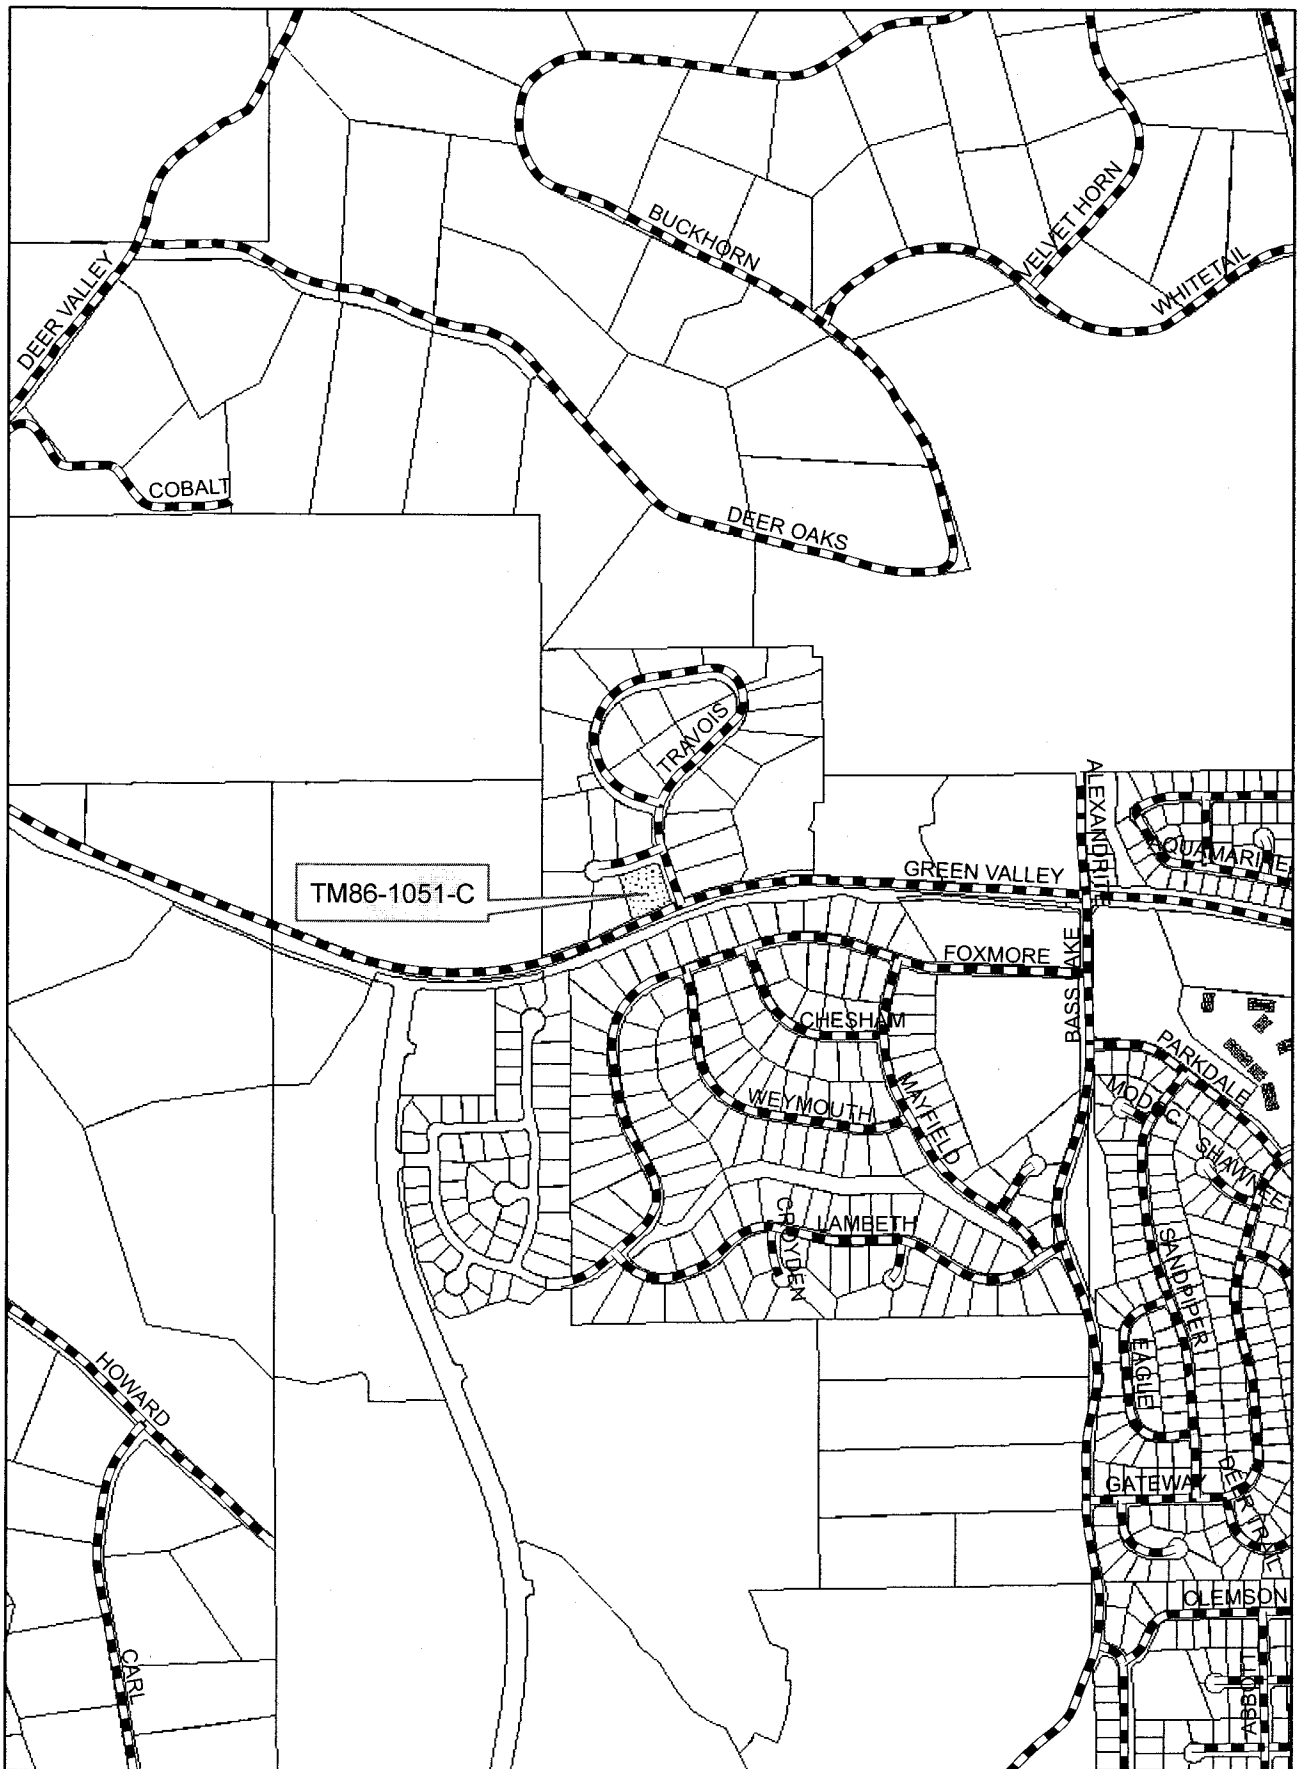 BUCKHORN
VELVET HORN
WHITETAIL
DEER VALLEY
COBALT
DEER OAKS
TRAVOIS
ALEXANDRITE
AQUAMARINE
GREEN VALLEY
TM86-1051-C
FOXMORE
BASS LAKE
CHESHAM
PARKDALE
MODOC
WEYMOUTH
MAYFIELD
SHAWNEE
CROYDEN
LAMBETH
SANDPIPER
EAGLE
HOWARD
GATEWAY
DEER TRAIL
CLEMSON
CARL
ABBOTT